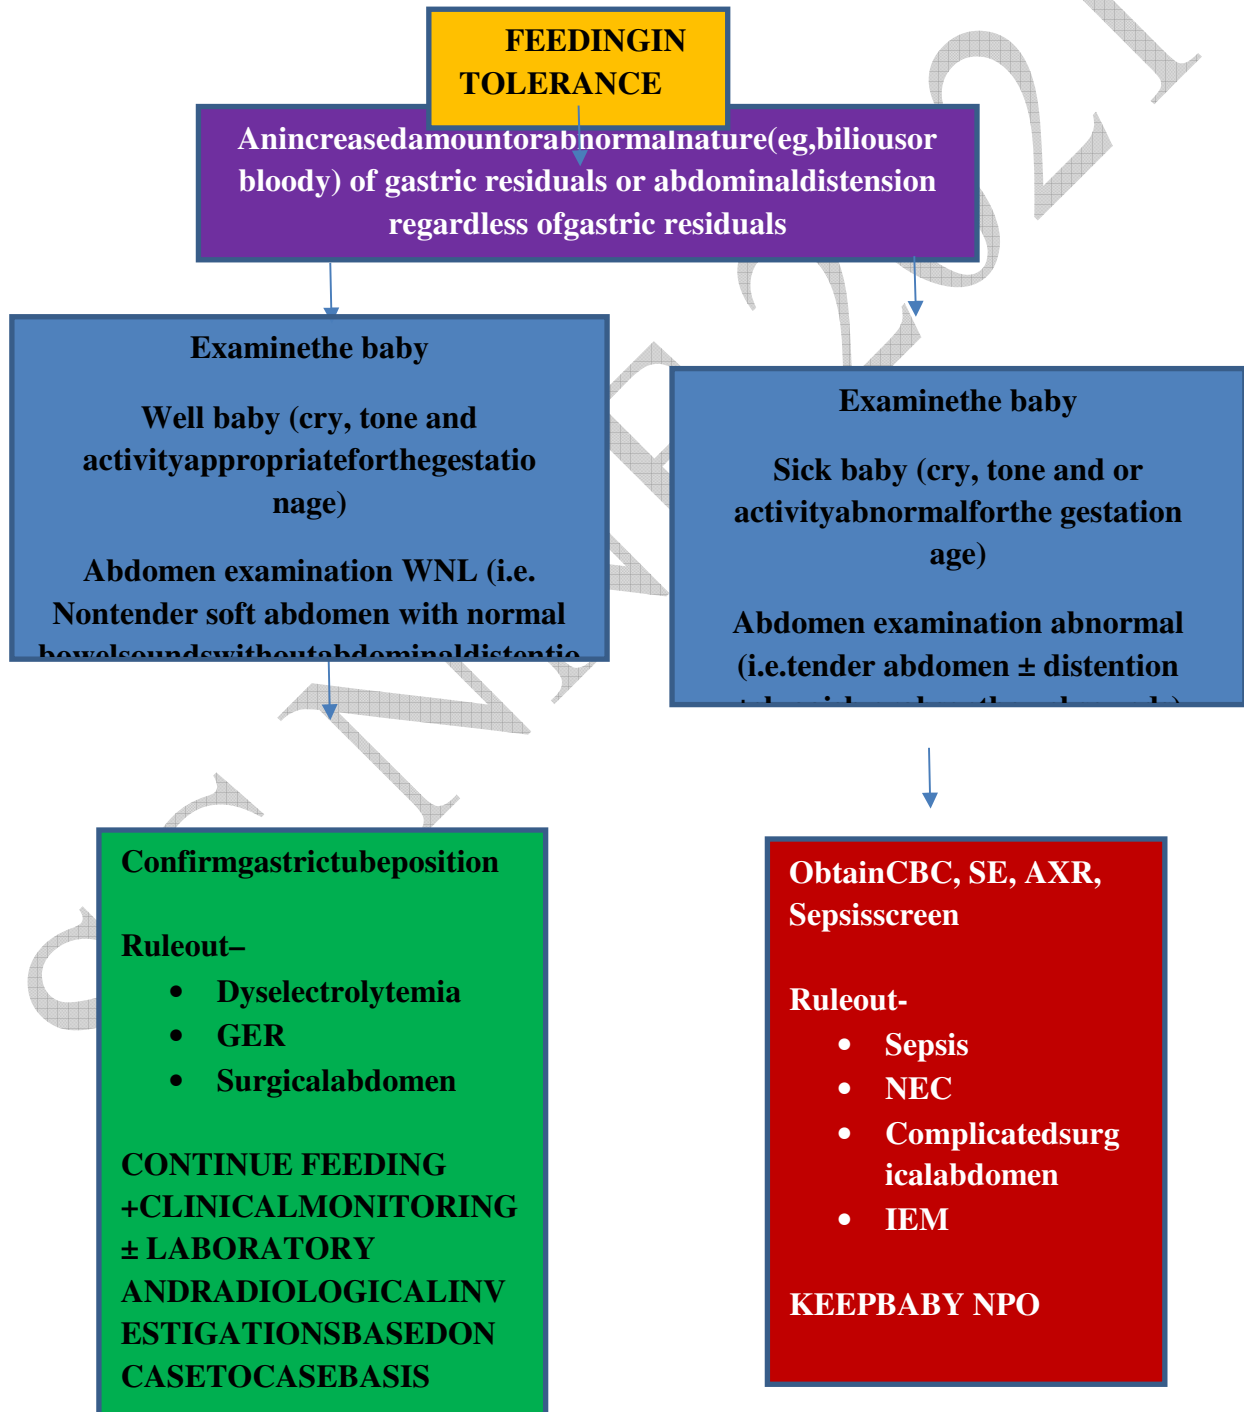 FEEDINGIN
TOLERANCE
Anincreasedamountorabnormalnature(eg,biliousor
bloody) of gastric residuals or abdominaldistension
regardless ofgastric residuals
Examinethe baby
Well baby (cry, tone and
activityappropriateforthegestatio
nage)
Abdomen examination WNL (i.e.
Nontender soft abdomen with normal
bowelsoundswithoutabdominaldistentio
Examinethe baby
Sick baby (cry, tone and or
activityabnormalforthe gestation
age)
Abdomen examination abnormal
(i.e.tender abdomen ± distention
Confirmgastrictubeposition
Ruleout–
• Dyselectrolytemia
• GER
• Surgicalabdomen
CONTINUE FEEDING
+CLINICALMONITORING
± LABORATORY
ANDRADIOLOGICALINV
ESTIGATIONSBASEDON
CASETOCASEBASIS
ObtainCBC, SE, AXR,
Sepsisscreen
Ruleout-
• Sepsis
• NEC
• Complicatedsurg
icalabdomen
• IEM
KEEPBABY NPO